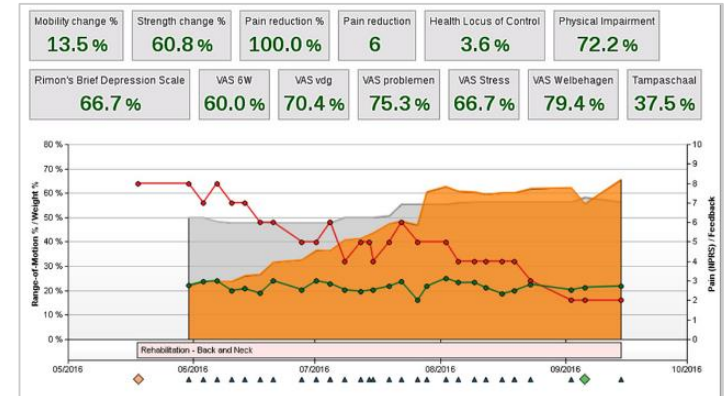 Mobility change %
13.5 %
Strength change %
60.8 %
Pain reduction %
100.0 %
Pain reduction
6
Health Locus of Control
3.6 %
Physical Impairment
72.2 %
Rimon's Brief Depression Scale
66.7 %
VAS 6W
60.0 %
VAS vdg
70.4 %
VAS problemen
75.3 %
VAS Stress
66.7 %
VAS Welbehagen
79.4 %
Tampaschaal
37.5 %
Range-of-Motion % / Weight %
80 %
70 %
60 %
50 %
40 %
30 %
20 %
10 %
0 %
10
9
8
7
6
5
4
3
2
1
0
Pain (NPRS) / Feedback
Rehabilitation - Back and Neck
05/2016 06/2016 07/2016 08/2016 09/2016 10/2016